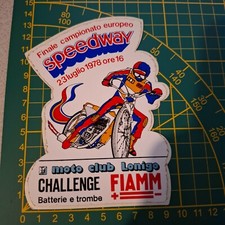 Finale campionato europeo
speedway
23 luglio 1978 ore 16
moto club Lonigo
CHALLENGE FIAMM
Batterie e trombe